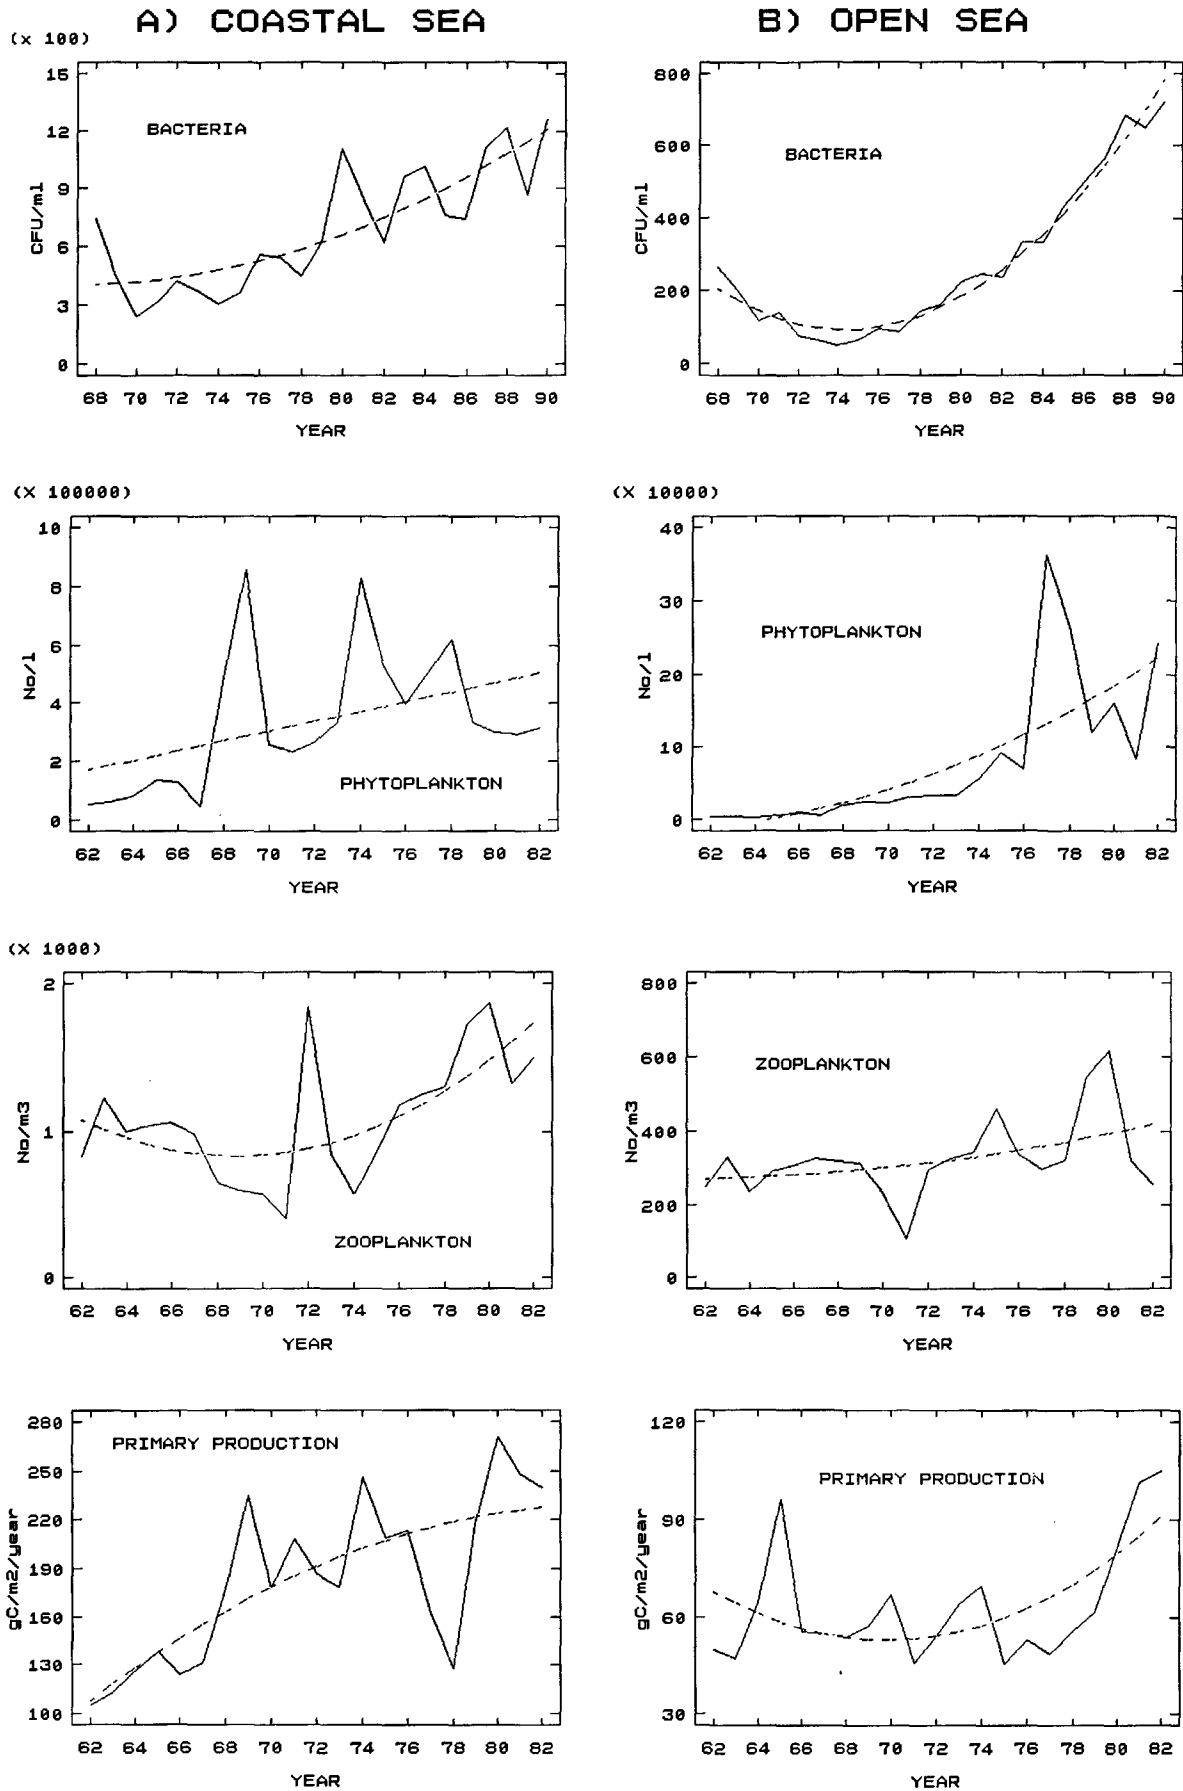 A) COASTAL SEA
(x 100)
15
12
9
6
3
0
CFU/ml
BACTERIA
68 70 72 74 76 78 80 82 84 86 88 90
YEAR
B) OPEN SEA
800
600
400
200
0
CFU/ml
BACTERIA
68 70 72 74 76 78 80 82 84 86 88 90
YEAR
(X 100000)
10
8
6
4
2
0
No/l
PHYTOPLANKTON
62 64 66 68 70 72 74 76 78 80 82
YEAR
(X 10000)
40
30
20
10
0
No/l
PHYTOPLANKTON
62 64 66 68 70 72 74 76 78 80 82
YEAR
(X 1000)
2
1
0
No/m3
ZOOPLANKTON
62 64 66 68 70 72 74 76 78 80 82
YEAR
800
600
400
200
0
No/m3
ZOOPLANKTON
62 64 66 68 70 72 74 76 78 80 82
YEAR
280
250
220
190
160
130
100
gC/m2/year
PRIMARY PRODUCTION
62 64 66 68 70 72 74 76 78 80 82
YEAR
120
90
60
30
gC/m2/year
PRIMARY PRODUCTION
62 64 66 68 70 72 74 76 78 80 82
YEAR